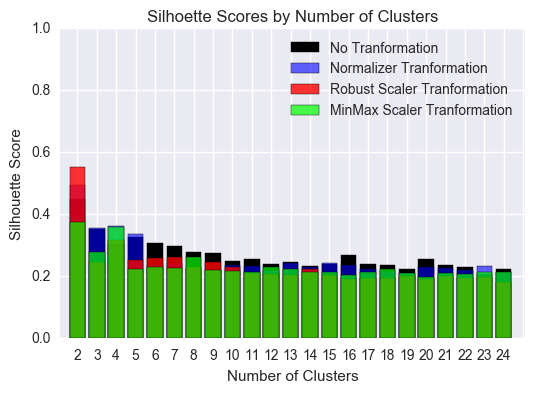 Silhoette Scores by Number of Clusters
1.0
0.8
0.6
0.4
0.2
0.0
Silhouette Score
No Tranformation
Normalizer Tranformation
Robust Scaler Tranformation
MinMax Scaler Tranformation
2 3 4 5 6 7 8 9 10 11 12 13 14 15 16 17 18 19 20 21 22 23 24
Number of Clusters